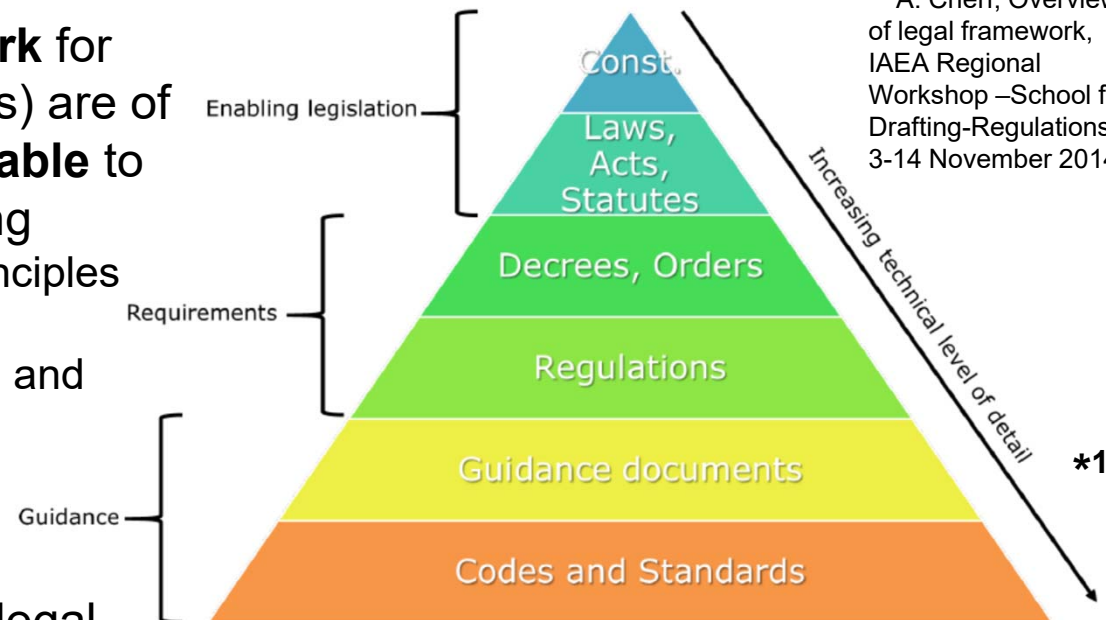 rk for
s) are of
able to
ng
nciples
and
legal
Enabling legislation
Requirements
Guidance
Const.
Laws,
Acts,
Statutes
Decrees, Orders
Regulations
Guidance documents
Codes and Standards
Increasing technical level of detail
of legal framework,
IAEA Regional
Workshop –School f
Drafting-Regulations
3-14 November 2014
*1